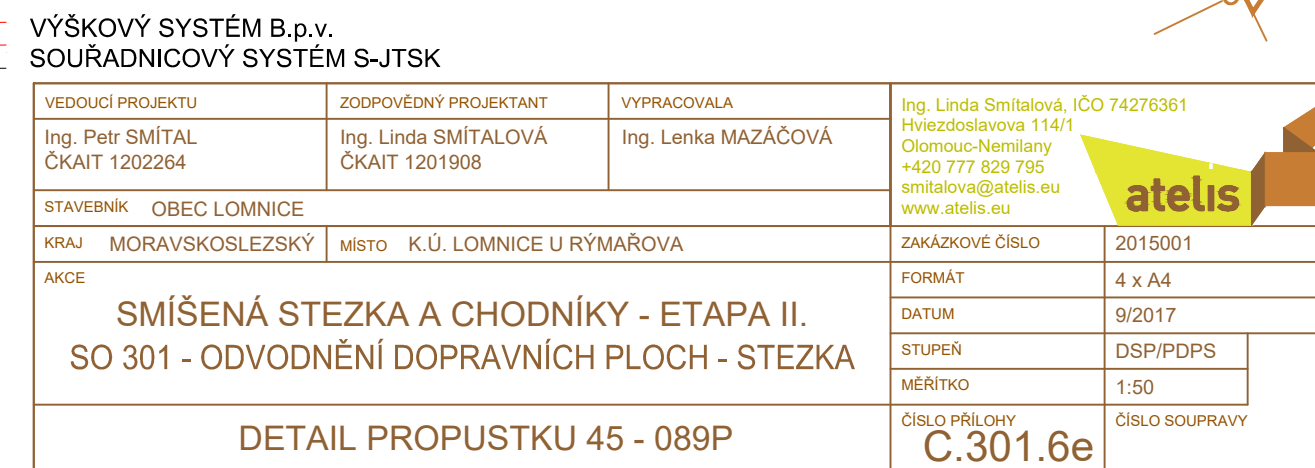 VÝŠKOVÝ SYSTÉM B.p.v.
SOUŘADNICOVÝ SYSTÉM S-JTSK
VEDOUCÍ PROJEKTU
Ing. Petr SMÍTAL
ČKAIT 1202264
ZODPOVĚDNÝ PROJEKTANT
Ing. Linda SMÍTALOVÁ
ČKAIT 1201908
VYPRACOVALA
Ing. Lenka MAZÁČOVÁ
Ing. Linda Smítalová, IČO 74276361
Hviezdoslavova 114/1
Olomouc-Nemilany
+420 777 829 795
smitalova@atelis.eu
www.atelis.eu
atelis
STAVEBNÍK OBEC LOMNICE
KRAJ MORAVSKOSLEZSKÝ
MÍSTO K.Ú. LOMNICE U RÝMAŘOVA
AKCE
SMÍŠENÁ STEZKA A CHODNÍKY - ETAPA II.
SO 301 - ODVODNĚNÍ DOPRAVNÍCH PLOCH - STEZKA
DETAIL PROPUSTKU 45 - 089P
ZAKÁZKOVÉ ČÍSLO 2015001
FORMÁT 4 x A4
DATUM 9/2017
STUPEŇ DSP/PDPS
MĚŘÍTKO 1:50
ČÍSLO PŘÍLOHY
C.301.6e
ČÍSLO SOUPRAVY